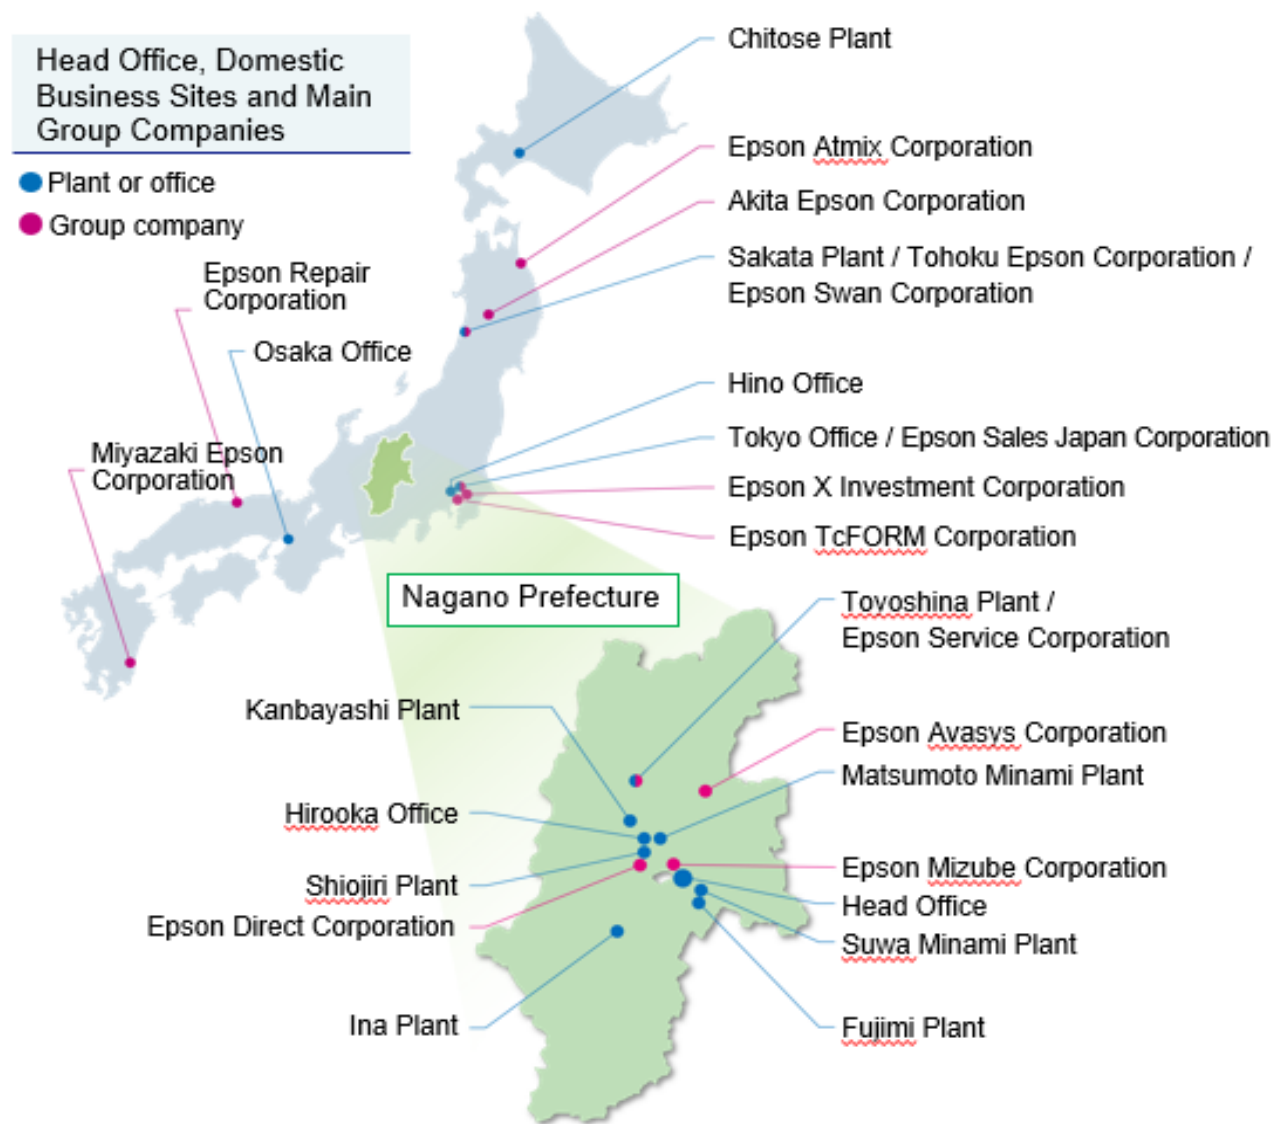 Head Office, Domestic
Business Sites and Main
Group Companies
Plant or office
Group company
Chitose Plant
Epson Atmix Corporation
Akita Epson Corporation
Sakata Plant / Tohoku Epson Corporation /
Epson Swan Corporation
Epson Repair
Corporation
Osaka Office
Miyazaki Epson
Corporation
Hino Office
Tokyo Office / Epson Sales Japan Corporation
Epson X Investment Corporation
Epson TcFORM Corporation
Nagano Prefecture
Toyoshina Plant /
Epson Service Corporation
Kanbayashi Plant
Epson Avasys Corporation
Matsumoto Minami Plant
Hirooka Office
Shiojiri Plant
Epson Mizube Corporation
Head Office
Epson Direct Corporation
Suwa Minami Plant
Ina Plant
Fujimi Plant